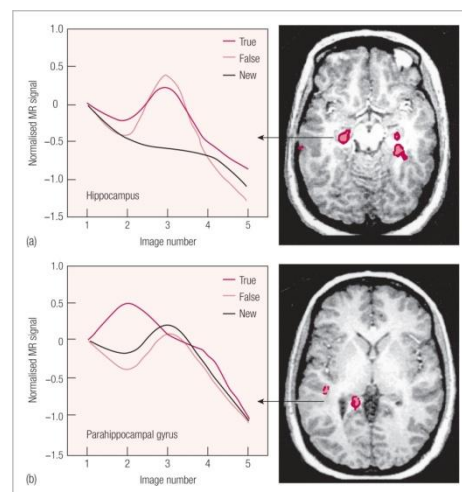 1.0
True
False
New
0.5
0
−0.5
−1.0
−1.5
Normalised MR signal
Hippocampus
1 2 3 4 5
Image number
(a)
1.0
True
False
New
0.5
0
−0.5
−1.0
−1.5
Normalised MR signal
Parahippocampal gyrus
1 2 3 4 5
Image number
(b)